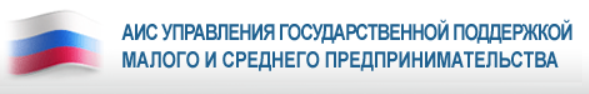 АИС УПРАВЛЕНИЯ ГОСУДАРСТВЕННОЙ ПОДДЕРЖКОЙ
МАЛОГО И СРЕДНЕГО ПРЕДПРИНИМАТЕЛЬСТВА